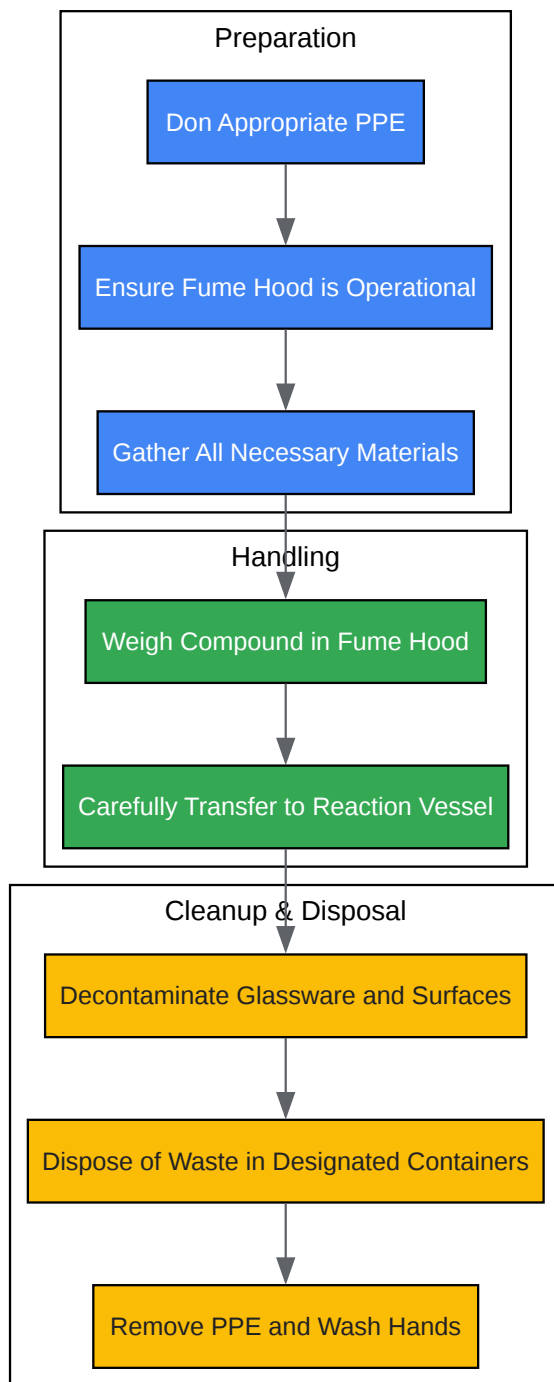 Preparation
Don Appropriate PPE
Ensure Fume Hood is Operational
Gather All Necessary Materials
Handling
Weigh Compound in Fume Hood
Carefully Transfer to Reaction Vessel
Cleanup & Disposal
Decontaminate Glassware and Surfaces
Dispose of Waste in Designated Containers
Remove PPE and Wash Hands